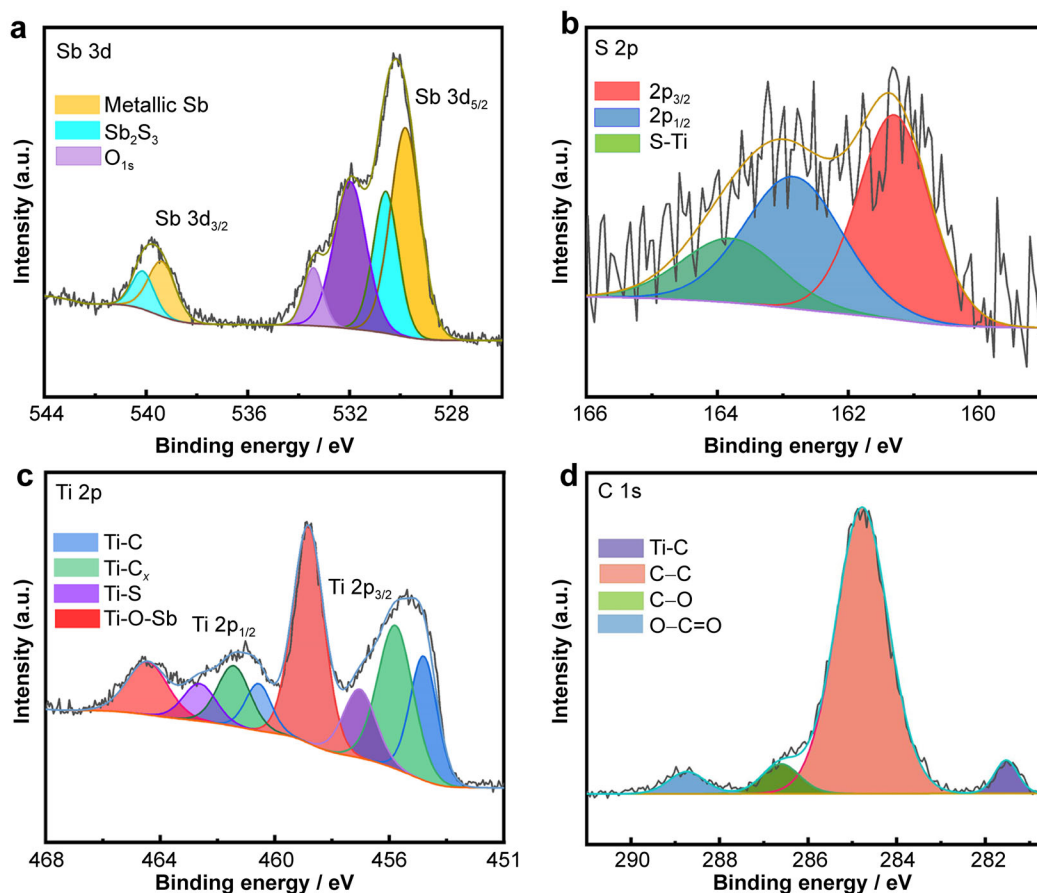 a
Sb 3d
Metallic Sb
Sb₂S₃
O₁ₛ
Sb 3d₅/₂
Sb 3d₃/₂
Intensity (a.u.)
544 540 536 532 528
Binding energy / eV
b
S 2p
2p₃/₂
2p₁/₂
S-Ti
Intensity (a.u.)
166 164 162 160
Binding energy / eV
c
Ti 2p
Ti-C
Ti-Cₓ
Ti-S
Ti-O-Sb
Ti 2p₃/₂
Ti 2p₁/₂
Intensity (a.u.)
468 464 460 456 451
Binding energy / eV
d
C 1s
Ti-C
C–C
C–O
O–C=O
Intensity (a.u.)
290 288 286 284 282
Binding energy / eV